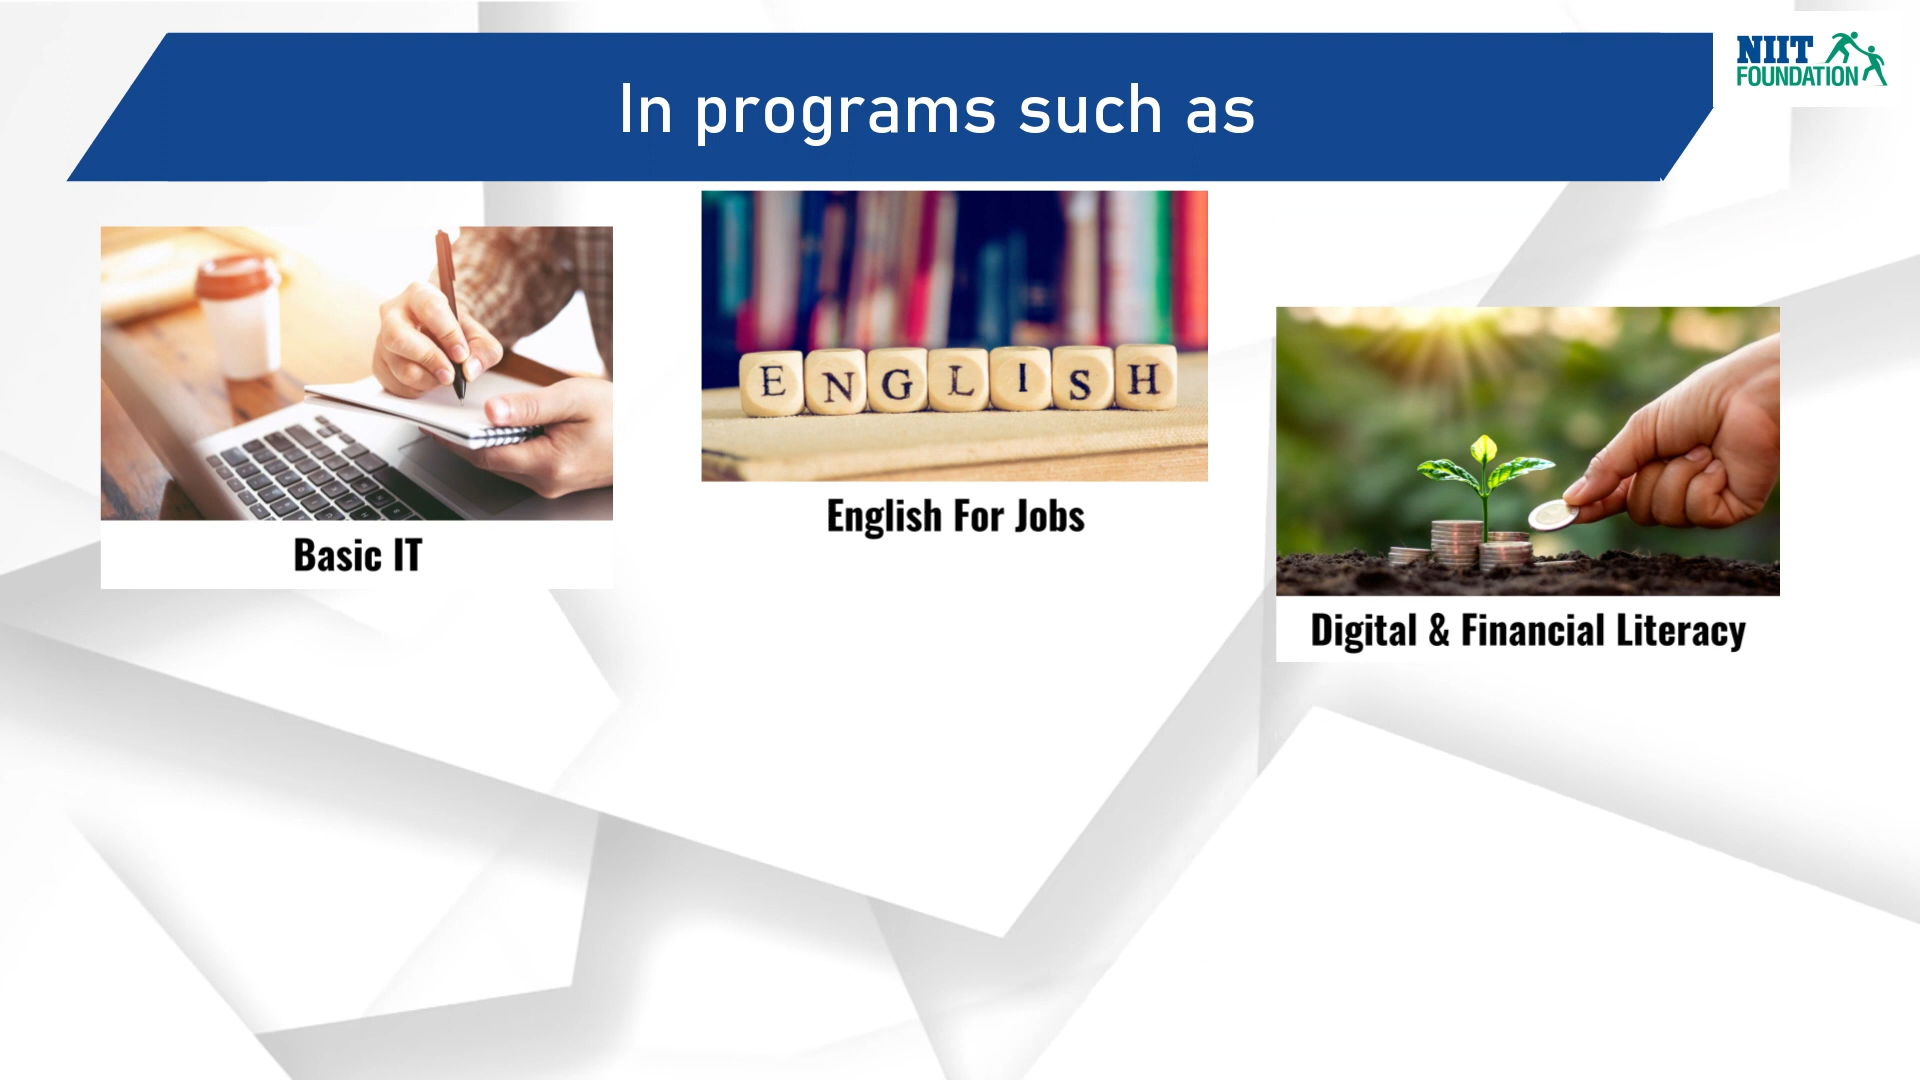 In programs such as
NIIT
FOUNDATION
ENGLISH
Basic IT
English For Jobs
Digital & Financial Literacy